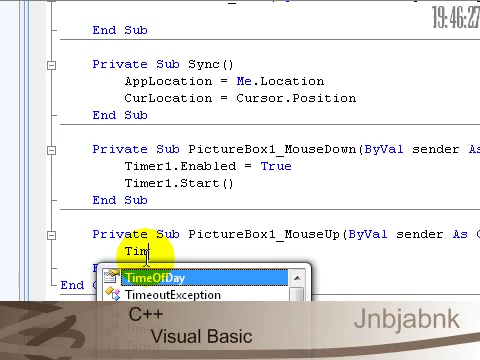 19:46:27
End Sub
Private Sub Sync()
AppLocation = Me.Location
CurLocation = Cursor.Position
End Sub
Private Sub PictureBox1_MouseDown(ByVal sender As
Timer1.Enabled = True
Timer1.Start()
End Sub
Private Sub PictureBox1_MouseUp(ByVal sender As
Tim
TimeOfDay
End
TimeoutException
C++
Jnbjabnk
Visual Basic